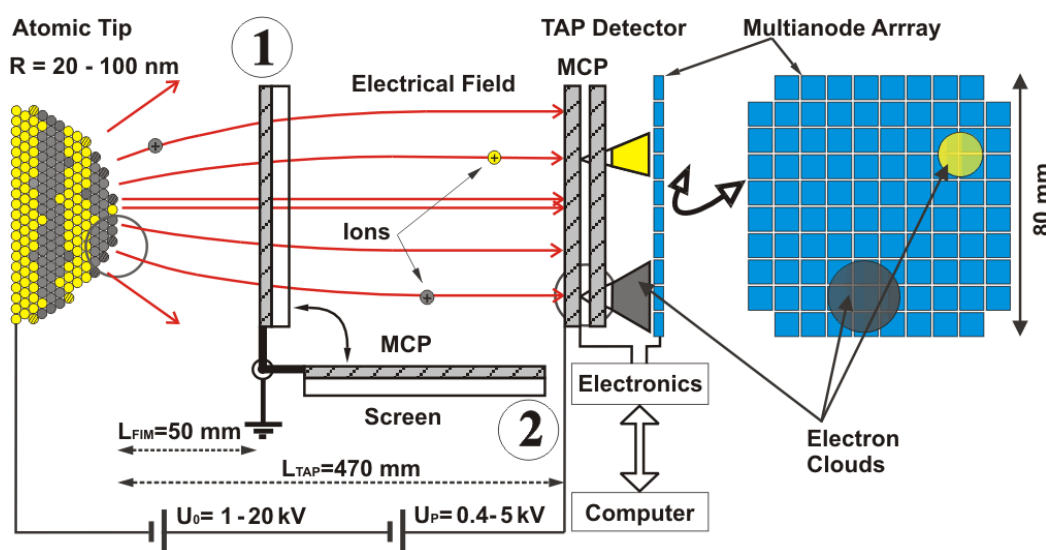 Atomic Tip
R = 20 - 100 nm
1
Electrical Field
TAP Detector
MCP
Multianode Arrray
Ions
80 mm
MCP
Screen
2
Electronics
Computer
Electron
Clouds
LFIM=50 mm
LTAP=470 mm
U0= 1 - 20 kV
UP= 0.4 - 5 kV